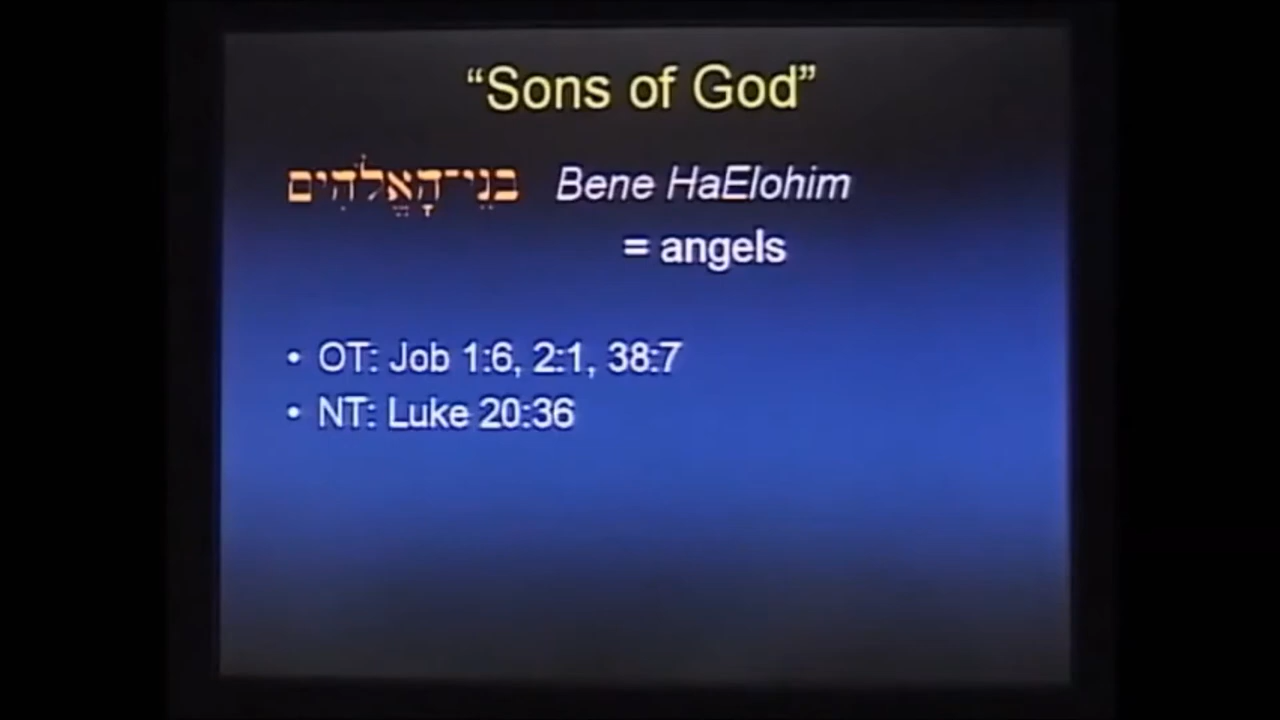 “Sons of God”
בְּנֵי־הָאֱלֹהִים Bene HaElohim
= angels
• OT: Job 1:6, 2:1, 38:7
• NT: Luke 20:36